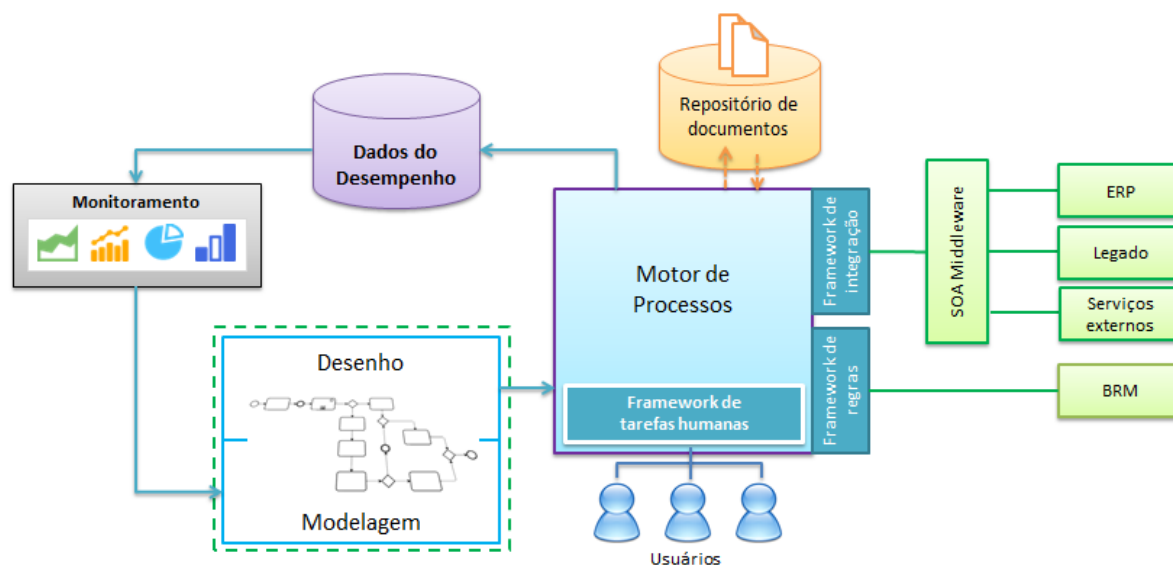 Repositório de
documentos
Dados do
Desempenho
Monitoramento
Motor de
Processos
Framework de
integração
Framework de
regras
SOA Middleware
ERP
Legado
Serviços
externos
BRM
Desenho
Modelagem
Framework de
tarefas humanas
Usuários